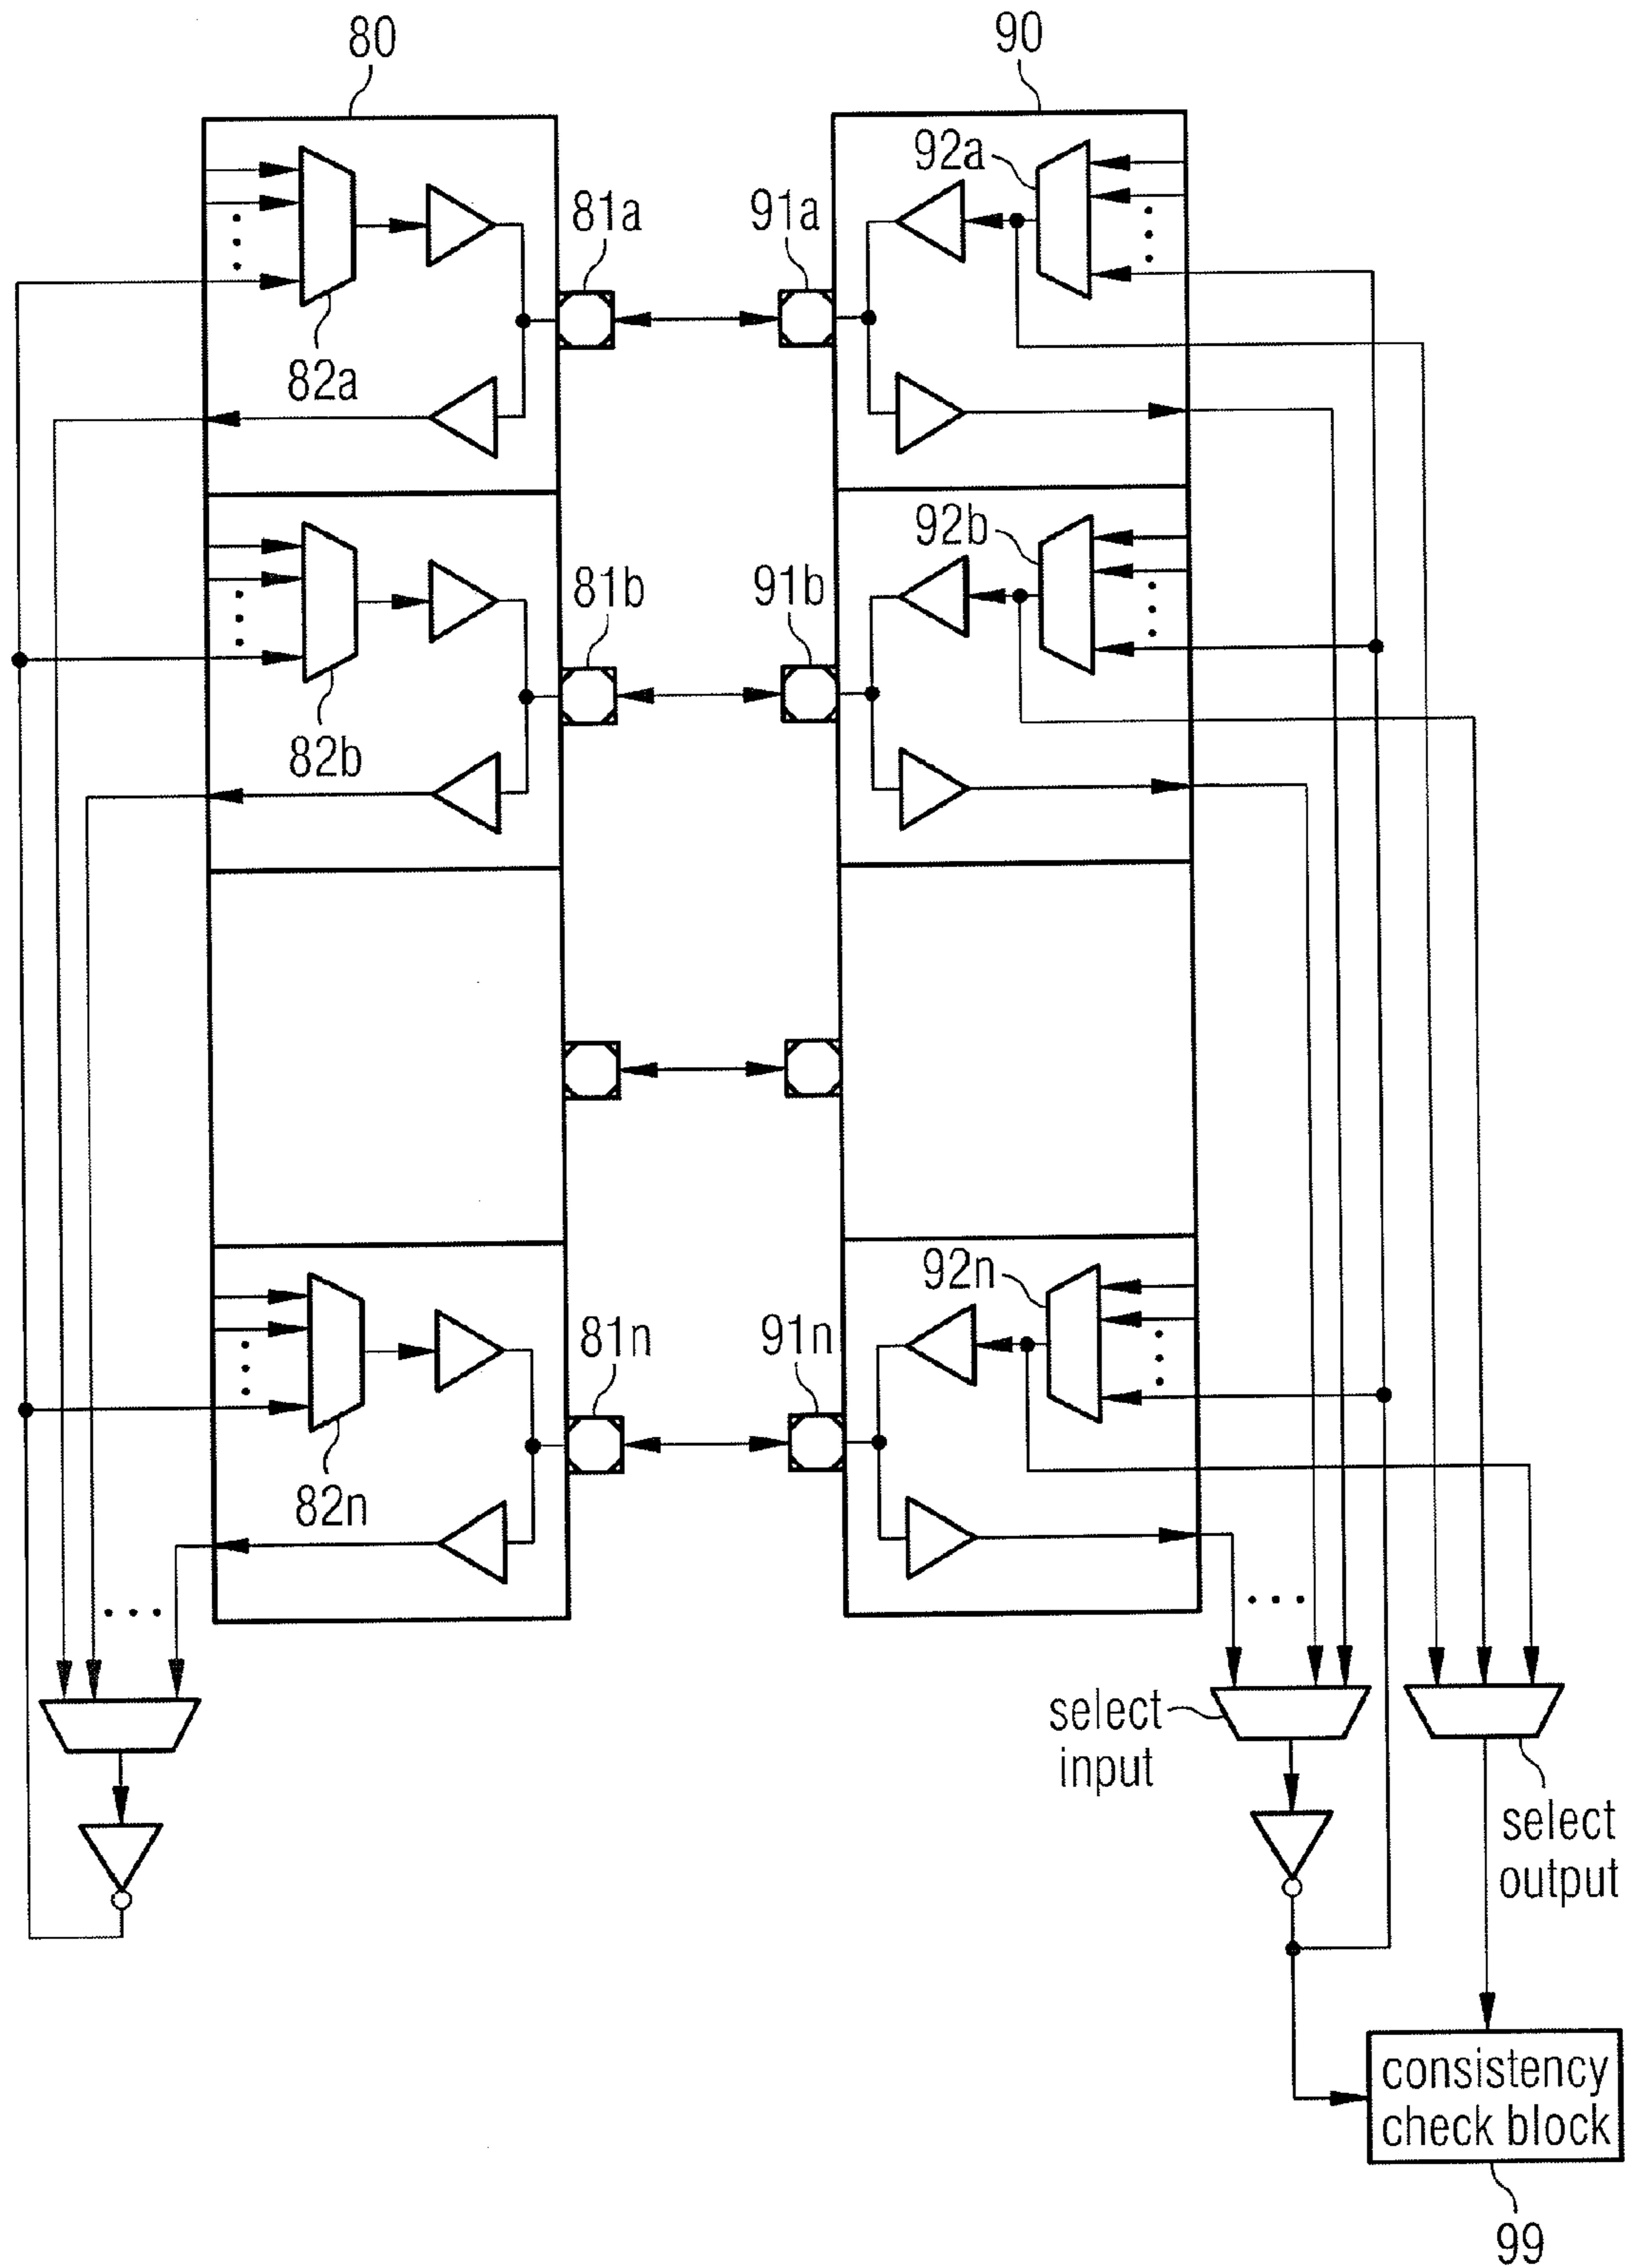 80
90
92a
81a
91a
82a
92b
81b
91b
82b
92n
81n
91n
82n
select
input
select
output
consistency
check block
99